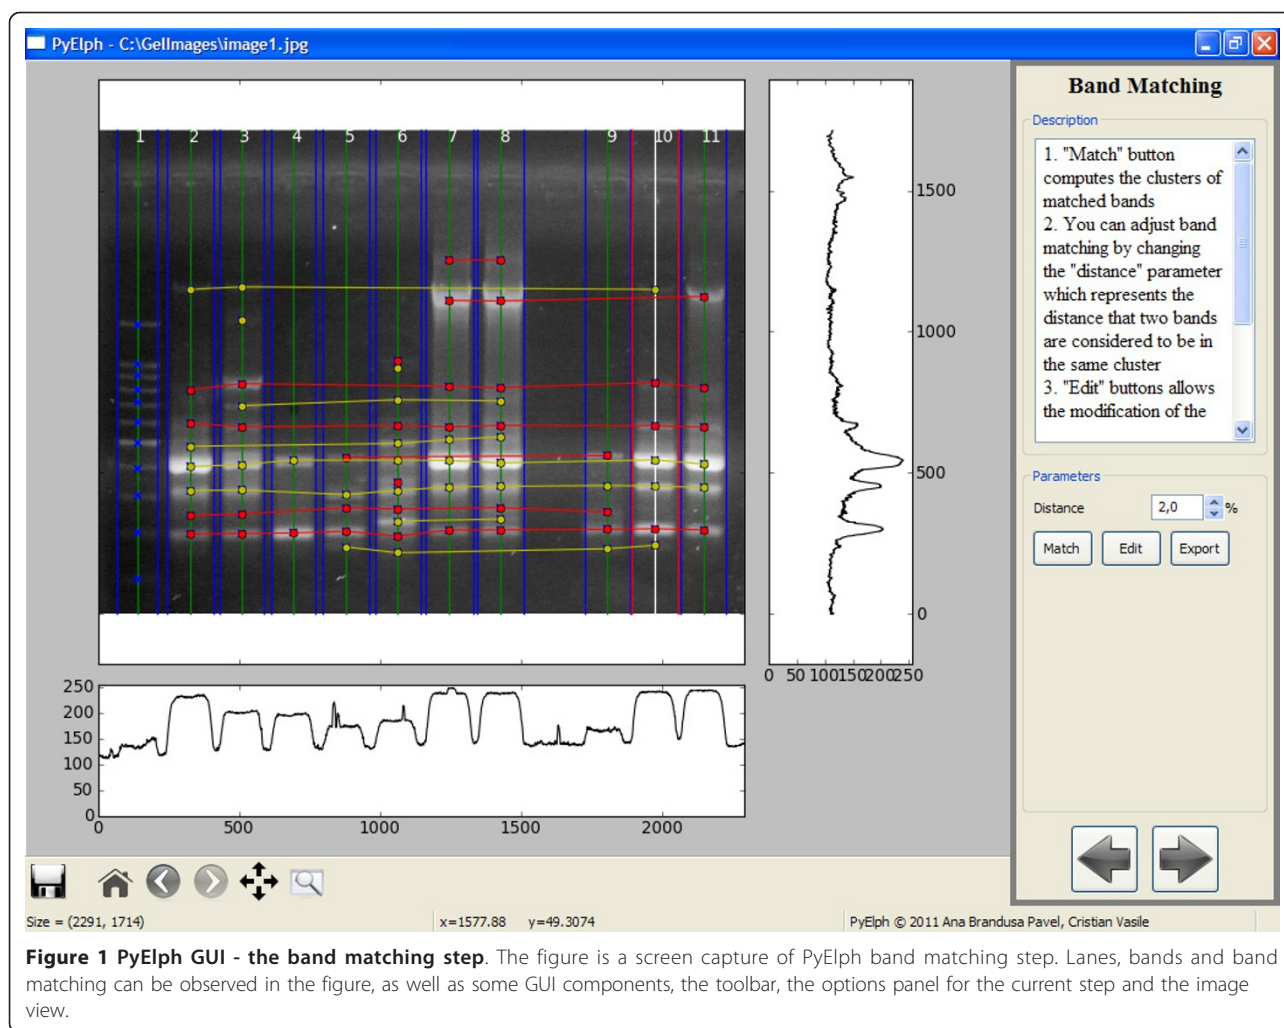 PyElph - C:\GelImages\image1.jpg
1 2 3 4 5 6 7 8 9 10 11
1500
1000
500
0
0 50 100 150 200 250
250
200
150
100
50
0
0 500 1000 1500 2000
Band Matching
Description
1. "Match" button
computes the clusters of
matched bands
2. You can adjust band
matching by changing
the "distance" parameter
which represents the
distance that two bands
are considered to be in
the same cluster
3. "Edit" buttons allows
the modification of the
Parameters
Distance 2,0 %
Match Edit Export
Size = (2291, 1714) x=1577.88 y=49.3074 PyElph © 2011 Ana Brandusa Pavel, Cristian Vasile
Figure 1 PyElph GUI - the band matching step. The figure is a screen capture of PyElph band matching step. Lanes, bands and band
matching can be observed in the figure, as well as some GUI components, the toolbar, the options panel for the current step and the image
view.